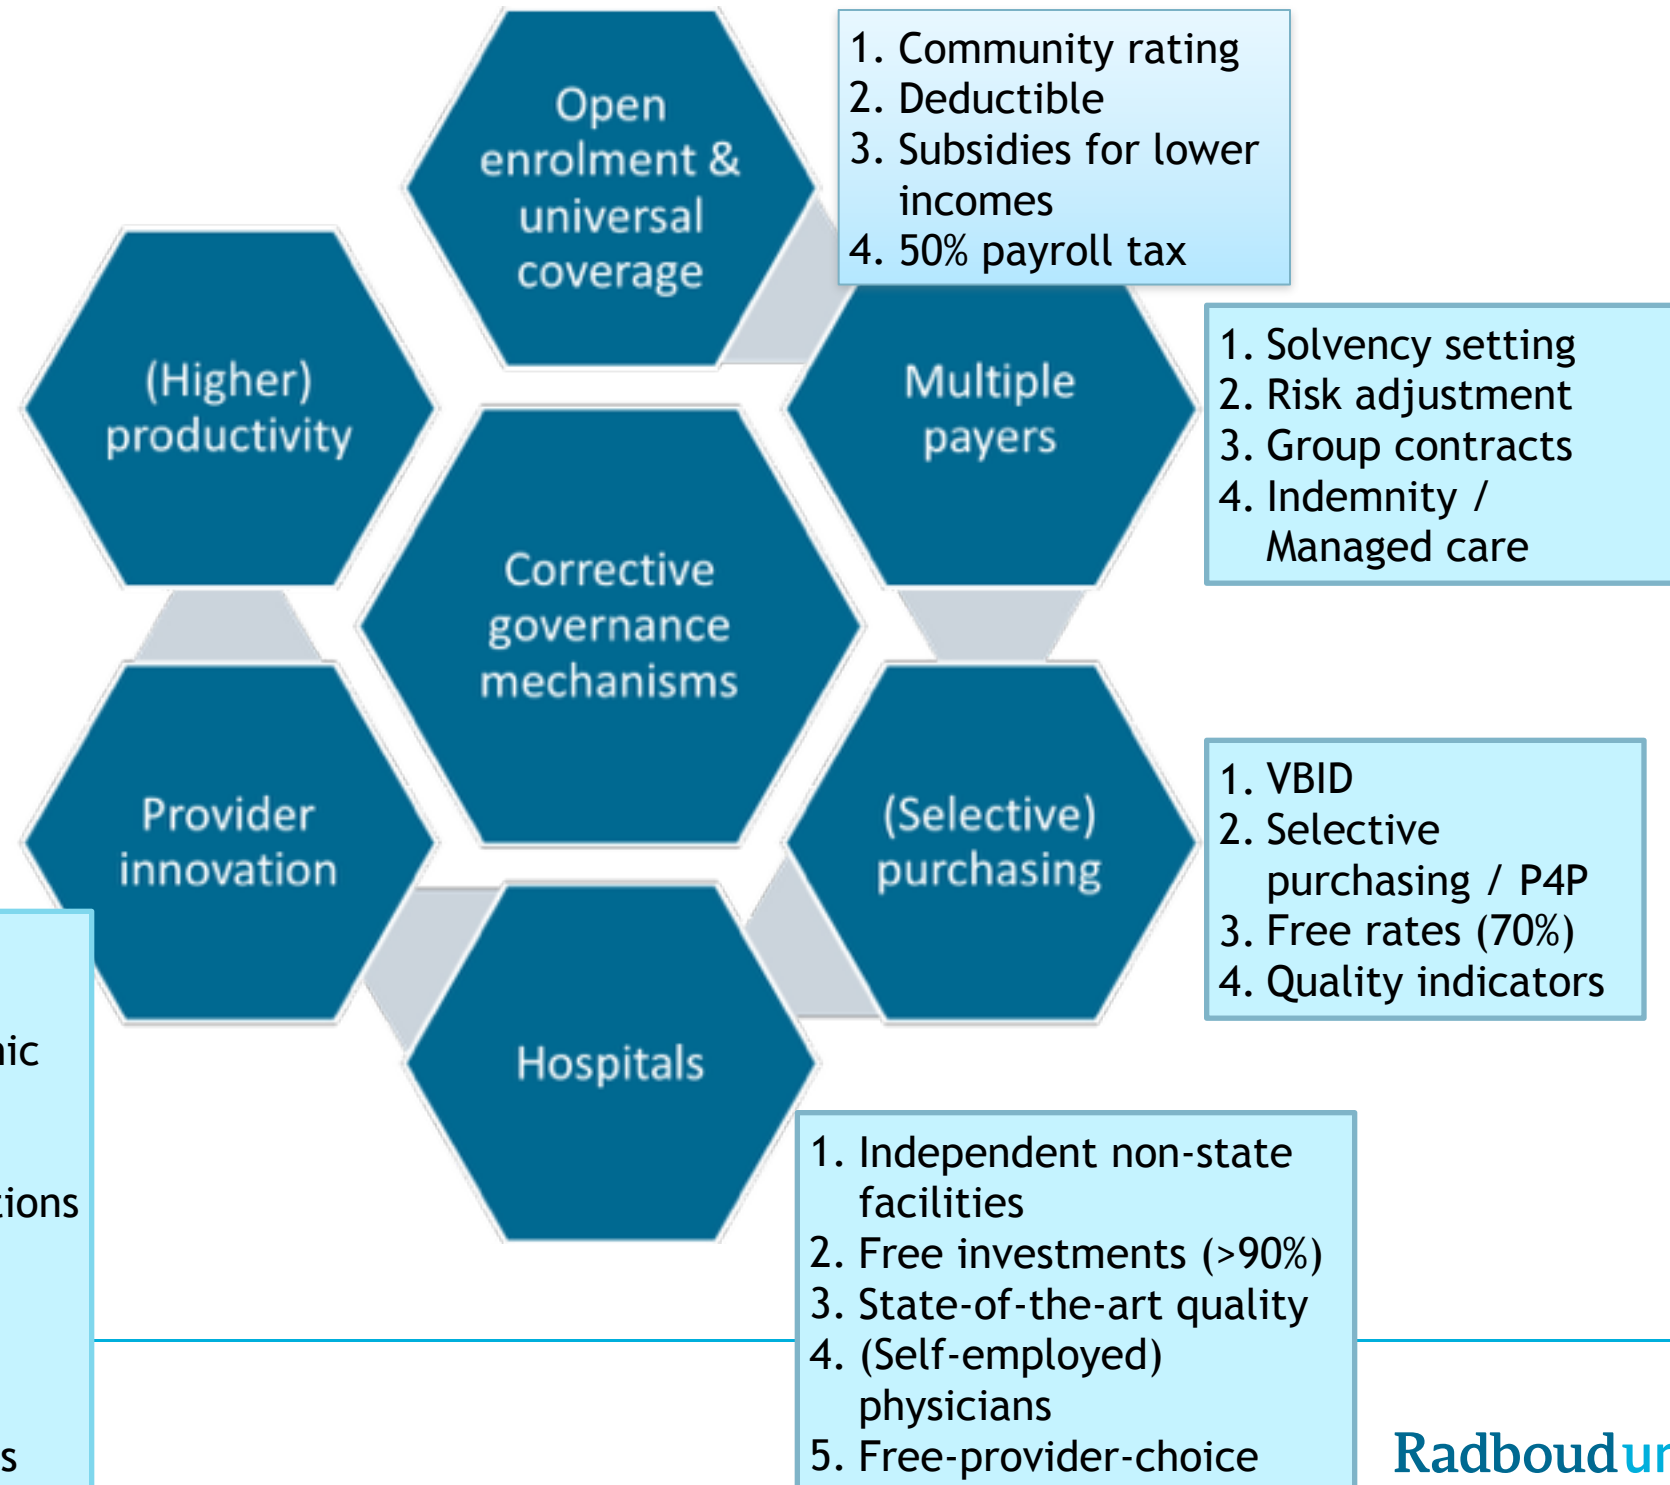 Open
enrolment &
universal
coverage
1. Community rating
2. Deductible
3. Subsidies for lower
incomes
4. 50% payroll tax
(Higher)
productivity
Multiple
payers
1. Solvency setting
2. Risk adjustment
3. Group contracts
4. Indemnity /
Managed care
Corrective
governance
mechanisms
Provider
innovation
(Selective)
purchasing
1. VBID
2. Selective
purchasing / P4P
3. Free rates (70%)
4. Quality indicators
Hospitals
1. Independent non-state
facilities
2. Free investments (>90%)
3. State-of-the-art quality
4. (Self-employed)
physicians
5. Free-provider-choice